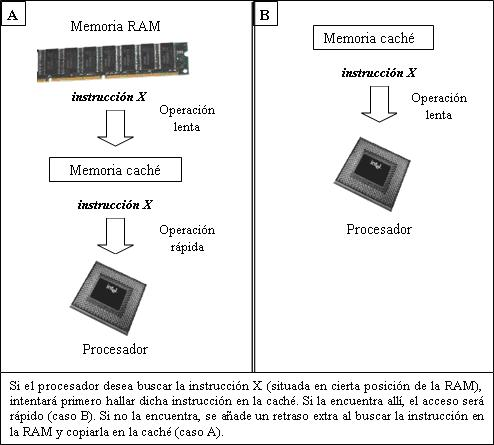 A
Memoria RAM
instrucción X
Operación
lenta
Memoria caché
instrucción X
Operación
rápida
intel
Procesador
B
Memoria caché
instrucción X
Operación
lenta
intel
Procesador
Si el procesador desea buscar la instrucción X (situada en cierta posición de la RAM),
intentará primero hallar dicha instrucción en la caché. Si la encuentra allí, el acceso será
rápido (caso B). Si no la encuentra, se añade un retraso extra al buscar la instrucción en
la RAM y copiarla en la caché (caso A).